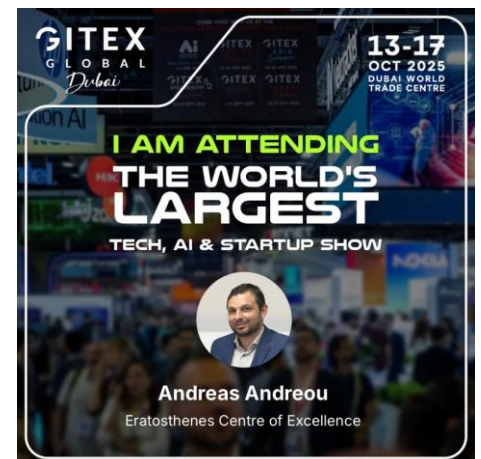 GITEX
GLOBAL
Dubai
13-17
OCT 2025
DUBAI WORLD
TRADE CENTRE
I AM ATTENDING
THE WORLD'S
LARGEST
TECH, AI & STARTUP SHOW
Andreas Andreou
Eratosthenes Centre of Excellence